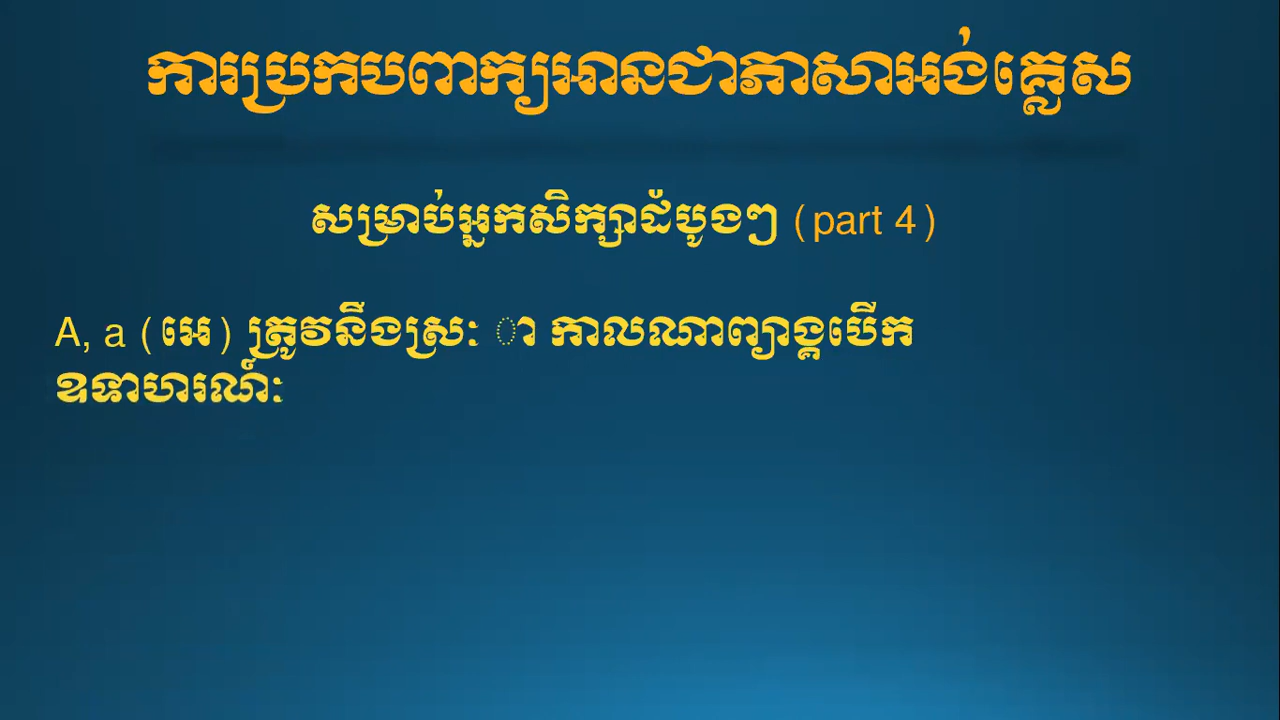 ការប្រកបពាក្យអានជាភាសាអង់គ្លេស
សម្រាប់អ្នកសិក្សាដំបូងៗ (part 4)
A, a (អេ) ត្រូវនឹងស្រៈ ា កាលណាព្យាង្គបើក
ឧទាហរណ៍ៈ